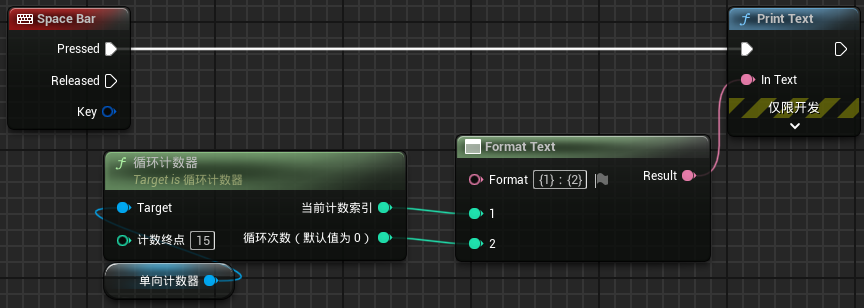 Space Bar
Pressed
Released
Key
Print Text
In Text
仅限开发
循环计数器
Target is 循环计数器
Target
当前计数索引
计数终点 15
循环次数（默认值为 0）
单向计数器
Format Text
Format {1} : {2}
Result
1
2